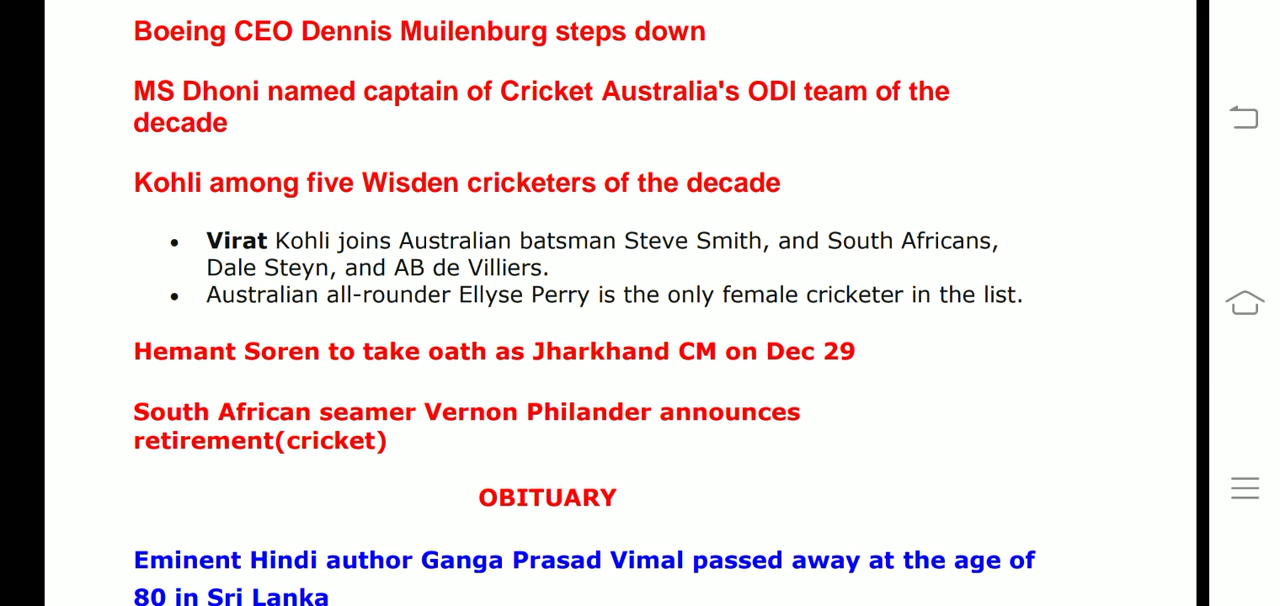 Boeing CEO Dennis Muilenburg steps down
MS Dhoni named captain of Cricket Australia's ODI team of the
decade
Kohli among five Wisden cricketers of the decade
• Virat Kohli joins Australian batsman Steve Smith, and South Africans,
Dale Steyn, and AB de Villiers.
• Australian all-rounder Ellyse Perry is the only female cricketer in the list.
Hemant Soren to take oath as Jharkhand CM on Dec 29
South African seamer Vernon Philander announces
retirement(cricket)
OBITUARY
Eminent Hindi author Ganga Prasad Vimal passed away at the age of
80 in Sri Lanka